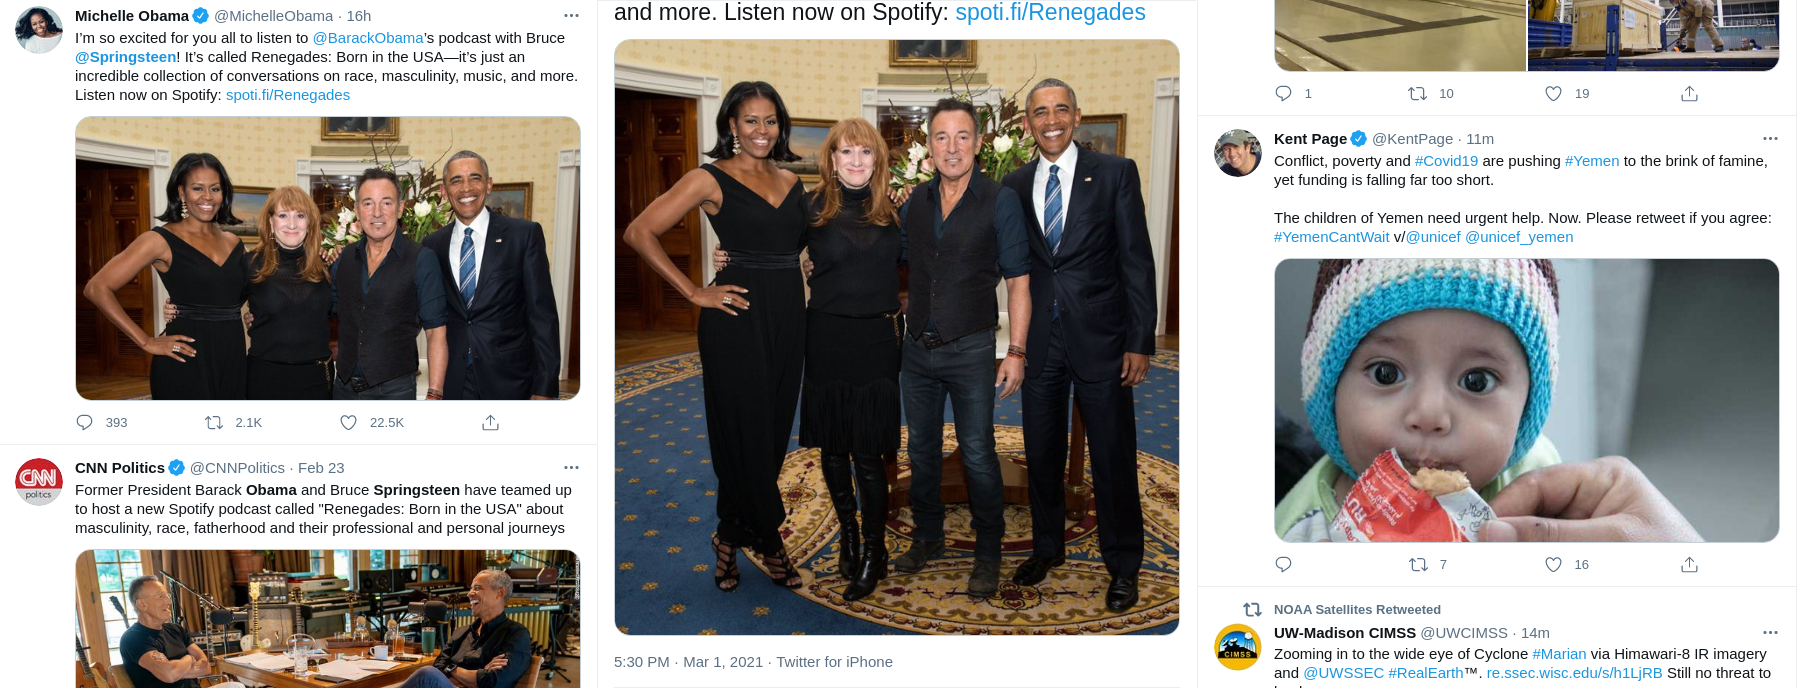 Michelle Obama @MichelleObama · 16h
I'm so excited for you all to listen to @BarackObama's podcast with Bruce
@Springsteen! It's called Renegades: Born in the USA—it's just an
incredible collection of conversations on race, masculinity, music, and more.
Listen now on Spotify: spoti.fi/Renegades
393 2.1K 22.5K
CNN Politics @CNNPolitics · Feb 23
CNN
politics
Former President Barack Obama and Bruce Springsteen have teamed up
to host a new Spotify podcast called "Renegades: Born in the USA" about
masculinity, race, fatherhood and their professional and personal journeys
and more. Listen now on Spotify: spoti.fi/Renegades
5:30 PM · Mar 1, 2021 · Twitter for iPhone
1 10 19
Kent Page @KentPage · 11m
Conflict, poverty and #Covid19 are pushing #Yemen to the brink of famine,
yet funding is falling far too short.
The children of Yemen need urgent help. Now. Please retweet if you agree:
#YemenCantWait v/@unicef @unicef_yemen
7 16
NOAA Satellites Retweeted
UW-Madison CIMSS @UWCIMSS · 14m
CIMSS
Zooming in to the wide eye of Cyclone #Marian via Himawari-8 IR imagery
and @UWSSEC #RealEarth™. re.ssec.wisc.edu/s/h1LjRB Still no threat to